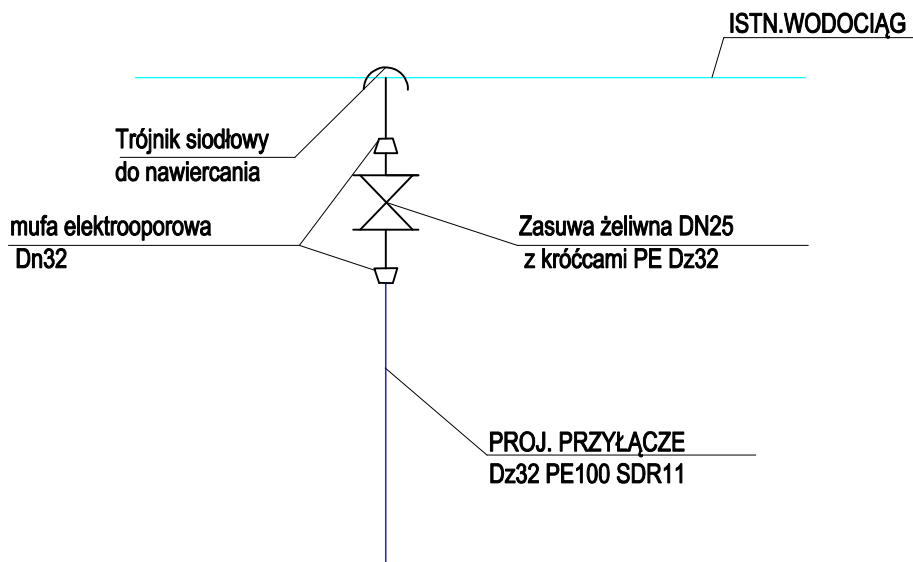 ISTN.WODOCIĄG
Trójnik siodłowy
do nawiercania
mufa elektrooporowa
Dn32
Zasuwa żeliwna DN25
z króćcami PE Dz32
PROJ. PRZYŁĄCZE
Dz32 PE100 SDR11